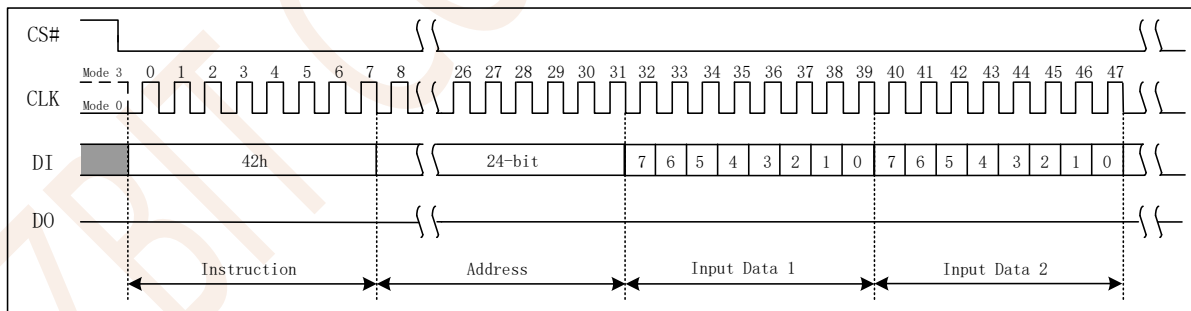 CS#
Mode 3 0 1 2 3 4 5 6 7 8 26 27 28 29 30 31 32 33 34 35 36 37 38 39 40 41 42 43 44 45 46 47
CLK
Mode 0
DI 42h 24-bit 7 6 5 4 3 2 1 0 7 6 5 4 3 2 1 0
DO
Instruction Address Input Data 1 Input Data 2